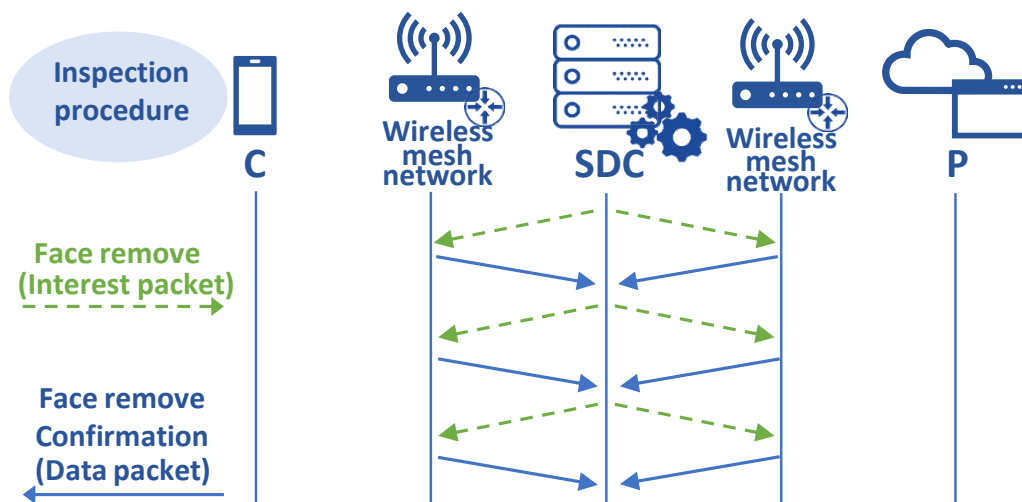 Inspection
procedure
C
Wireless
mesh
network
SDC
Wireless
mesh
network
P
Face remove
(Interest packet)
Face remove
Confirmation
(Data packet)